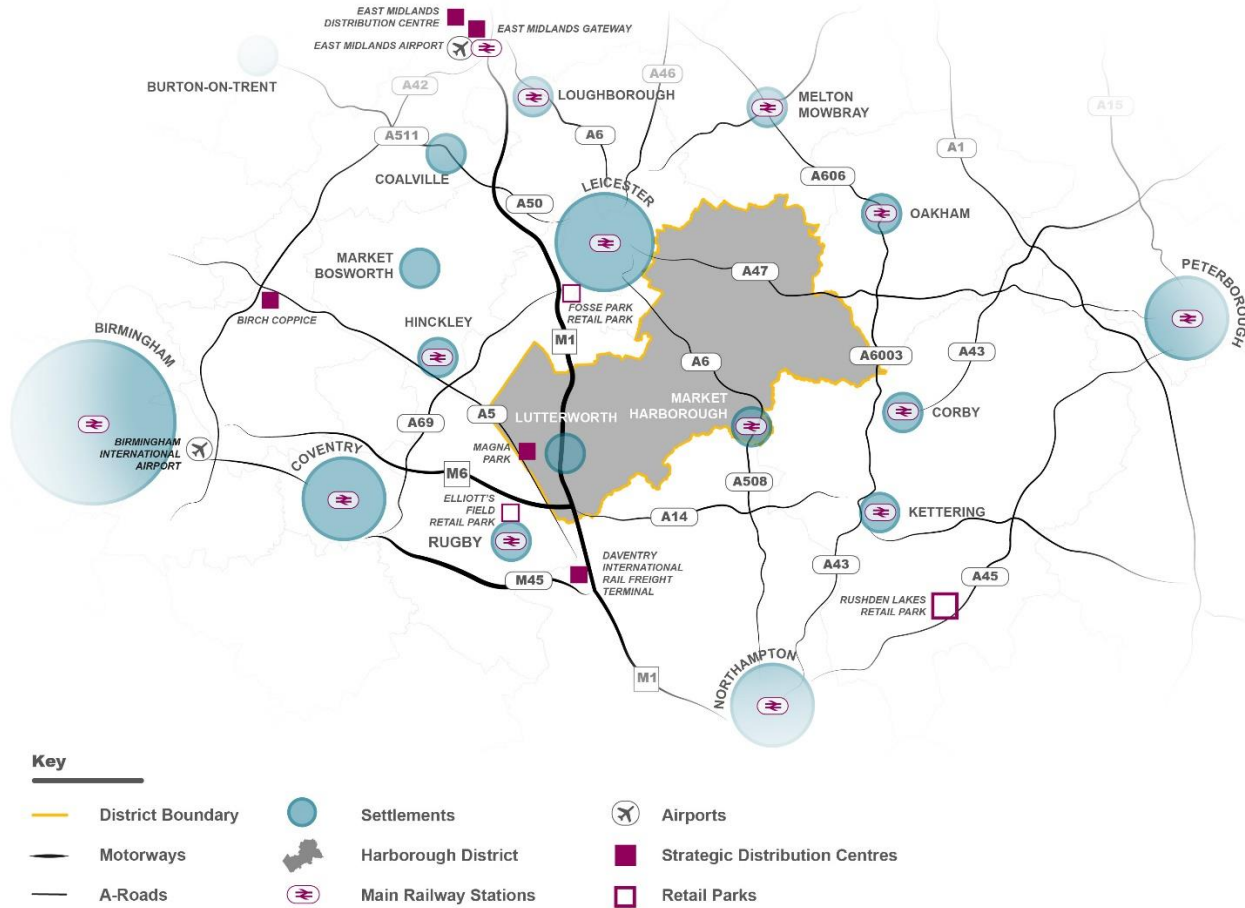 EAST MIDLANDS
DISTRIBUTION CENTRE
EAST MIDLANDS GATEWAY
EAST MIDLANDS AIRPORT
BURTON-ON-TRENT
A42
A46
LOUGHBOROUGH
MELTON
MOWBRAY
A15
A511
A6
A1
COALVILLE
LEICESTER
A606
A50
OAKHAM
MARKET
BOSWORTH
A47
PETERBOROUGH
BIRCH COPPICE
FOSSE PARK
RETAIL PARK
BIRMINGHAM
HINCKLEY
M1
A6
A6003
A43
MARKET
HARBOROUGH
LUTTERWORTH
A5
CORBY
A69
BIRMINGHAM
INTERNATIONAL
AIRPORT
COVENTRY
MAGNA
PARK
M6
A508
ELLIOTT'S
FIELD
RETAIL PARK
A14
KETTERING
RUGBY
DAVENTRY
INTERNATIONAL
RAIL FREIGHT
TERMINAL
M45
A43
A45
RUSHDEN LAKES
RETAIL PARK
M1
NORTHAMPTON
Key
District Boundary
Settlements
Airports
Motorways
Harborough District
Strategic Distribution Centres
A-Roads
Main Railway Stations
Retail Parks